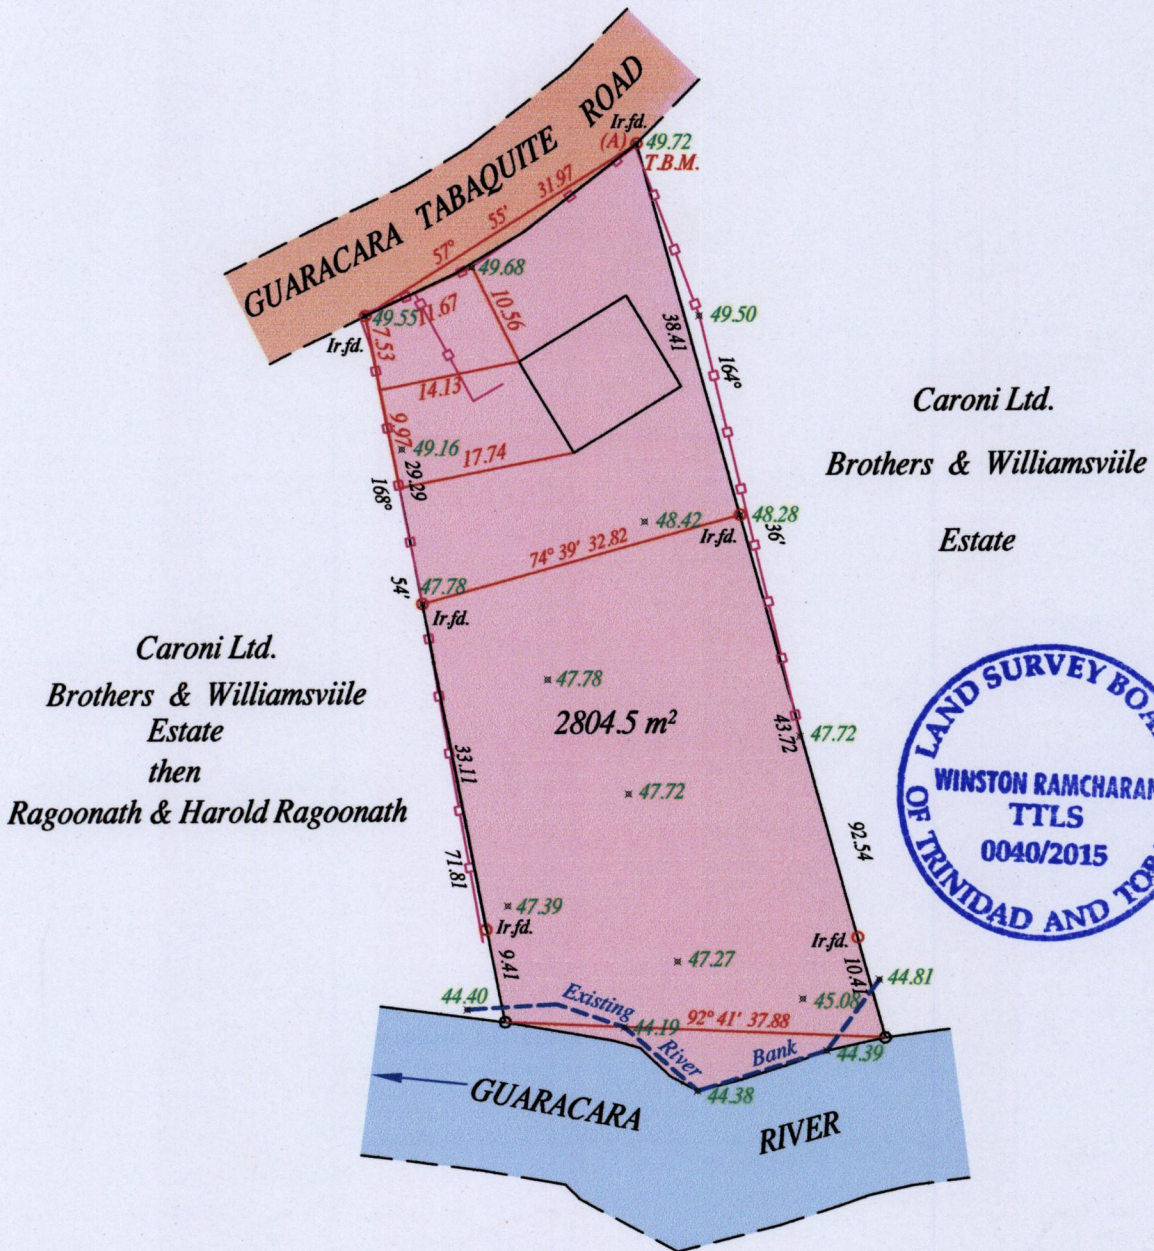 GUARACARA TABAQUITE ROAD
Ir.fd.
(A) 49.72
T.B.M.
57° 55' 31.97
49.68
49.55
11.67
10.56
Ir.fd.
7.53
49.50
38.41
164°
14.13
9.97
49.16
17.74
29.29
168°
Caroni Ltd.
Brothers & Williamsviile
Estate
48.42
48.28
Ir.fd.
36'
74° 39' 32.82
54'
47.78
Ir.fd.
Caroni Ltd.
Brothers & Williamsviile
Estate
then
Ragoonath & Harold Ragoonath
47.78
2804.5 m²
43.72
47.72
33.11
47.72
LAND SURVEY BOA
WINSTON RAMCHARAN
TTLS
0040/2015
OF TRINIDAD AND TOB
92.54
71.81
47.39
Ir.fd.
Ir.fd.
9.41
47.27
10.41
44.81
44.40
45.08
Existing River Bank
44.19
92° 41' 37.88
44.39
44.38
GUARACARA RIVER